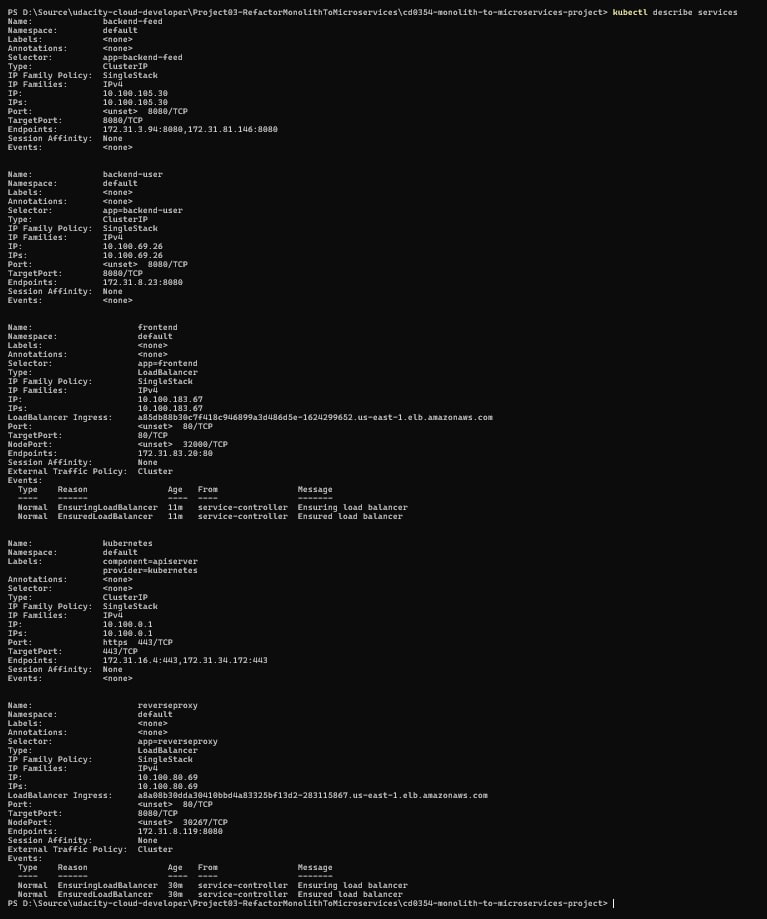 PS D:\Source\udacity-cloud-developer\Project03-RefactorMonolithToMicroservices\cd0354-monolith-to-microservices-project> kubectl describe services
Name: backend-feed
Namespace: default
Labels: <none>
Annotations: <none>
Selector: app=backend-feed
Type: ClusterIP
IP Family Policy: SingleStack
IP Families: IPv4
IP: 10.100.105.30
IPs: 10.100.105.30
Port: <unset> 8080/TCP
TargetPort: 8080/TCP
Endpoints: 172.31.3.94:8080,172.31.81.146:8080
Session Affinity: None
Events: <none>
Name: backend-user
Namespace: default
Labels: <none>
Annotations: <none>
Selector: app=backend-user
Type: ClusterIP
IP Family Policy: SingleStack
IP Families: IPv4
IP: 10.100.69.26
IPs: 10.100.69.26
Port: <unset> 8080/TCP
TargetPort: 8080/TCP
Endpoints: 172.31.8.23:8080
Session Affinity: None
Events: <none>
Name: frontend
Namespace: default
Labels: <none>
Annotations: <none>
Selector: app=frontend
Type: LoadBalancer
IP Family Policy: SingleStack
IP Families: IPv4
IP: 10.100.183.67
IPs: 10.100.183.67
LoadBalancer Ingress: a85db88b30c7f418c946899a3d486d5e-1624299652.us-east-1.elb.amazonaws.com
Port: <unset> 80/TCP
TargetPort: 80/TCP
NodePort: <unset> 32000/TCP
Endpoints: 172.31.83.20:80
Session Affinity: None
External Traffic Policy: Cluster
Events:
Type Reason Age From Message
---- ------ ---- ---- -------
Normal EnsuringLoadBalancer 11m service-controller Ensuring load balancer
Normal EnsuredLoadBalancer 11m service-controller Ensured load balancer
Name: kubernetes
Namespace: default
Labels: component=apiserver
provider=kubernetes
Annotations: <none>
Selector: <none>
Type: ClusterIP
IP Family Policy: SingleStack
IP Families: IPv4
IP: 10.100.0.1
IPs: 10.100.0.1
Port: https 443/TCP
TargetPort: 443/TCP
Endpoints: 172.31.16.4:443,172.31.34.172:443
Session Affinity: None
Events: <none>
Name: reverseproxy
Namespace: default
Labels: <none>
Annotations: <none>
Selector: app=reverseproxy
Type: LoadBalancer
IP Family Policy: SingleStack
IP Families: IPv4
IP: 10.100.80.69
IPs: 10.100.80.69
LoadBalancer Ingress: a8a08b30dda30410bbd4a83325bf13d2-283115867.us-east-1.elb.amazonaws.com
Port: <unset> 80/TCP
TargetPort: 8080/TCP
NodePort: <unset> 30267/TCP
Endpoints: 172.31.8.119:8080
Session Affinity: None
External Traffic Policy: Cluster
Events:
Type Reason Age From Message
---- ------ ---- ---- -------
Normal EnsuringLoadBalancer 30m service-controller Ensuring load balancer
Normal EnsuredLoadBalancer 30m service-controller Ensured load balancer
PS D:\Source\udacity-cloud-developer\Project03-RefactorMonolithToMicroservices\cd0354-monolith-to-microservices-project>